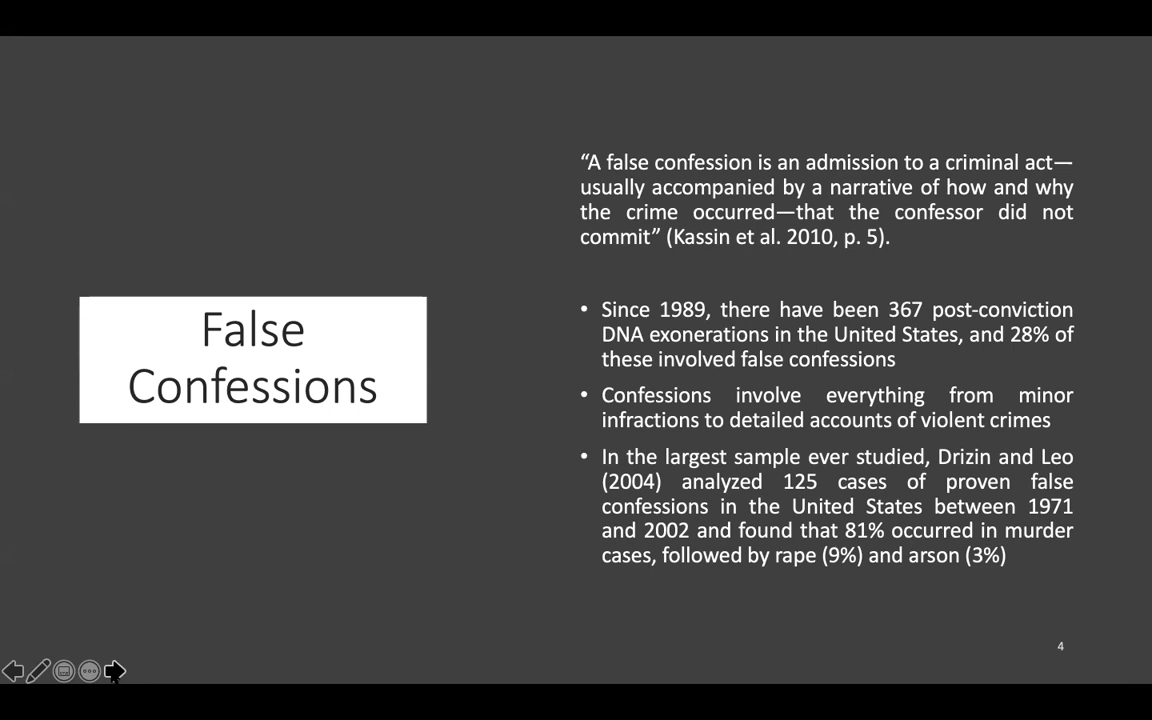 False
Confessions
“A false confession is an admission to a criminal act—
usually accompanied by a narrative of how and why
the crime occurred—that the confessor did not
commit” (Kassin et al. 2010, p. 5).
• Since 1989, there have been 367 post-conviction
DNA exonerations in the United States, and 28% of
these involved false confessions
• Confessions involve everything from minor
infractions to detailed accounts of violent crimes
• In the largest sample ever studied, Drizin and Leo
(2004) analyzed 125 cases of proven false
confessions in the United States between 1971
and 2002 and found that 81% occurred in murder
cases, followed by rape (9%) and arson (3%)
4